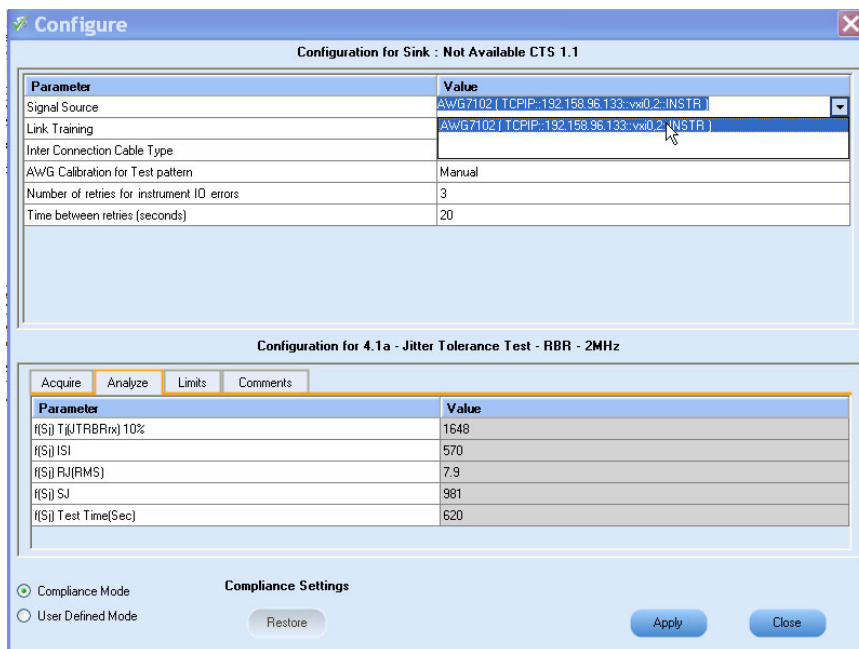 Configure
Configuration for Sink : Not Available CTS 1.1
Parameter Value
Signal Source AWG7102 ( TCPIP::192.158.96.133::vxi0,2::INSTR )
Link Training AWG7102 ( TCPIP::192.158.96.133::vxi0,2::INSTR )
Inter Connection Cable Type
AWG Calibration for Test pattern Manual
Number of retries for instrument IO errors 3
Time between retries (seconds) 20
Configuration for 4.1a - Jitter Tolerance Test - RBR - 2MHz
Acquire Analyze Limits Comments
Parameter Value
f(Sj) Tj(JTRBRrx) 10% 1648
f(Sj) ISI 570
f(Sj) RJ(RMS) 7.9
f(Sj) SJ 981
f(Sj) Test Time(Sec) 620
Compliance Mode Compliance Settings
User Defined Mode Restore Apply Close